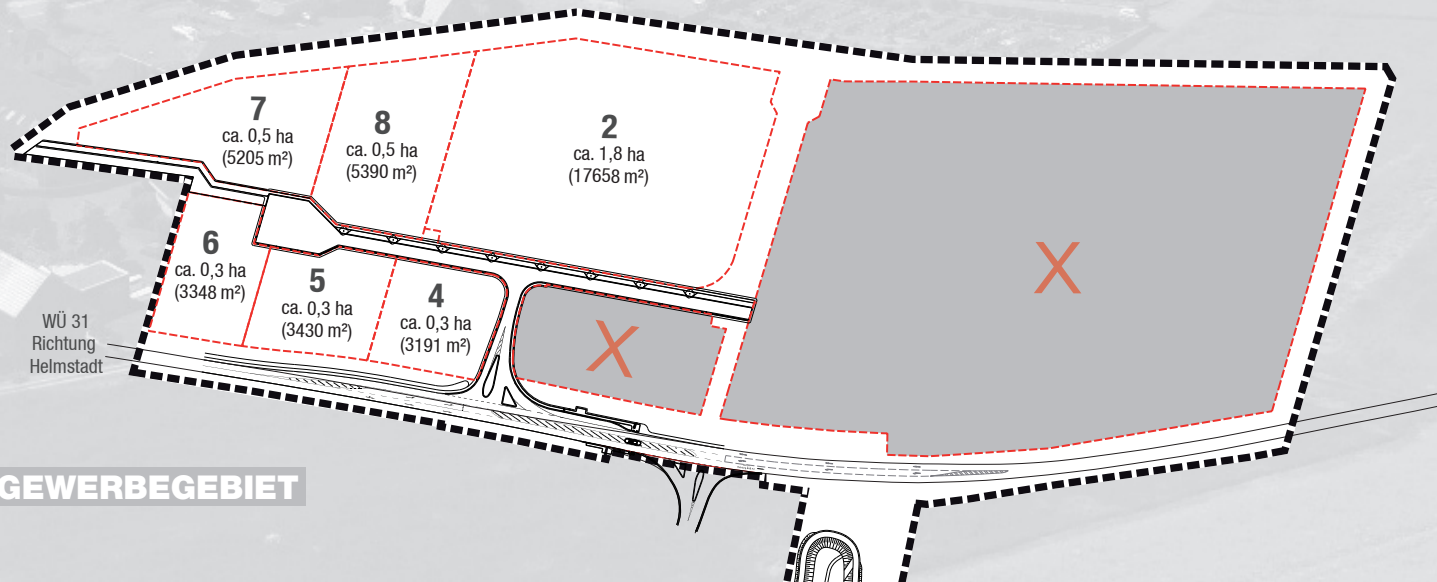 7
ca. 0,5 ha
(5205 m²)
8
ca. 0,5 ha
(5390 m²)
2
ca. 1,8 ha
(17658 m²)
6
ca. 0,3 ha
(3348 m²)
5
ca. 0,3 ha
(3430 m²)
4
ca. 0,3 ha
(3191 m²)
X
X
WÜ 31
Richtung
Helmstadt
GEWERBEGEBIET